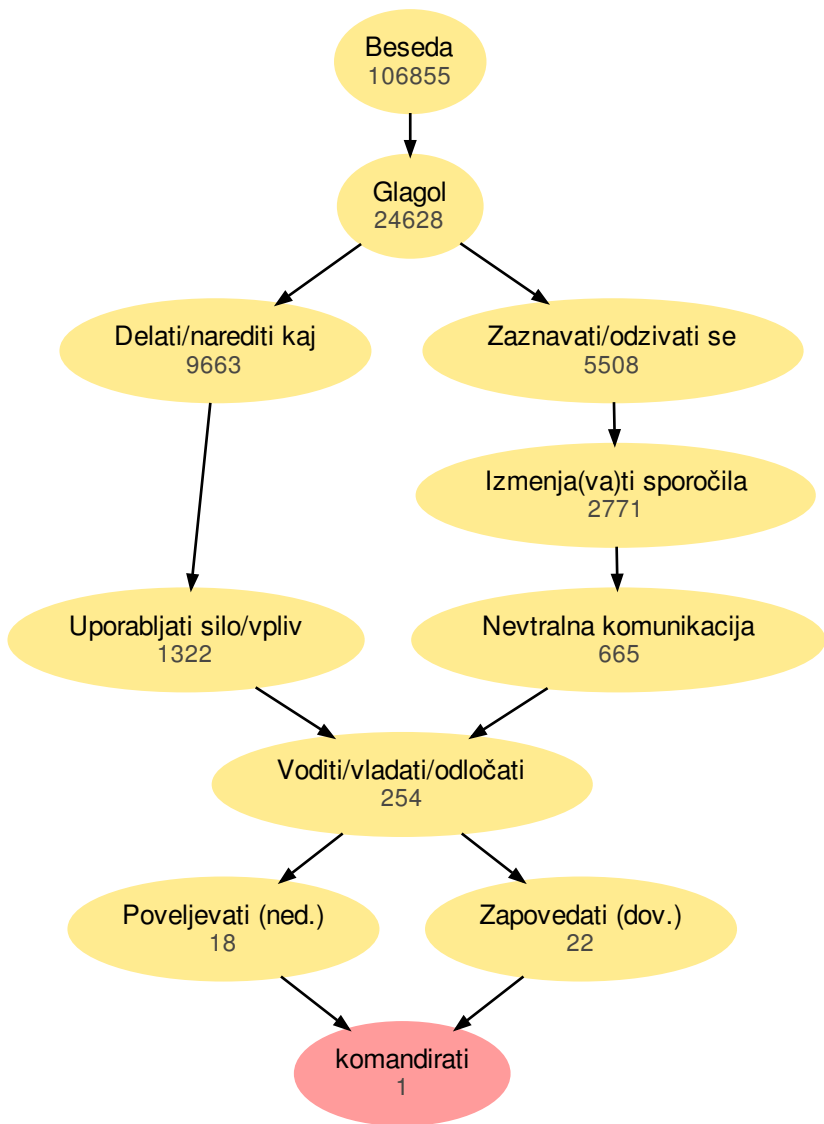 Beseda
106855
Glagol
24628
Delati/narediti kaj
9663
Zaznavati/odzivati se
5508
Izmenja(va)ti sporočila
2771
Uporabljati silo/vpliv
1322
Nevtralna komunikacija
665
Voditi/vladati/odločati
254
Poveljevati (ned.)
18
Zapovedati (dov.)
22
komandirati
1